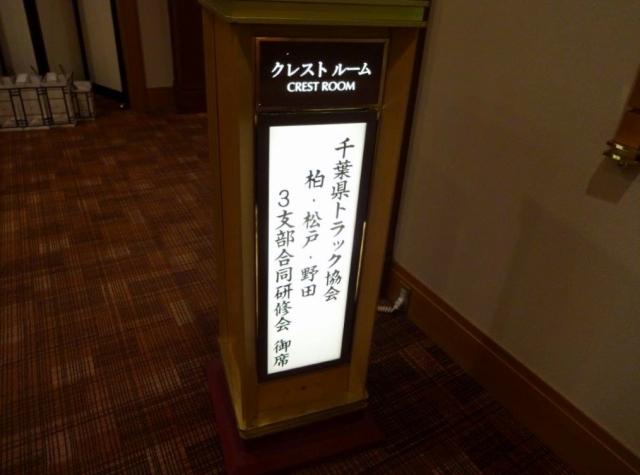 クレスト ルーム
CREST ROOM
千葉県トラック協会
柏・松戸・野田
3支部合同研修会 御席